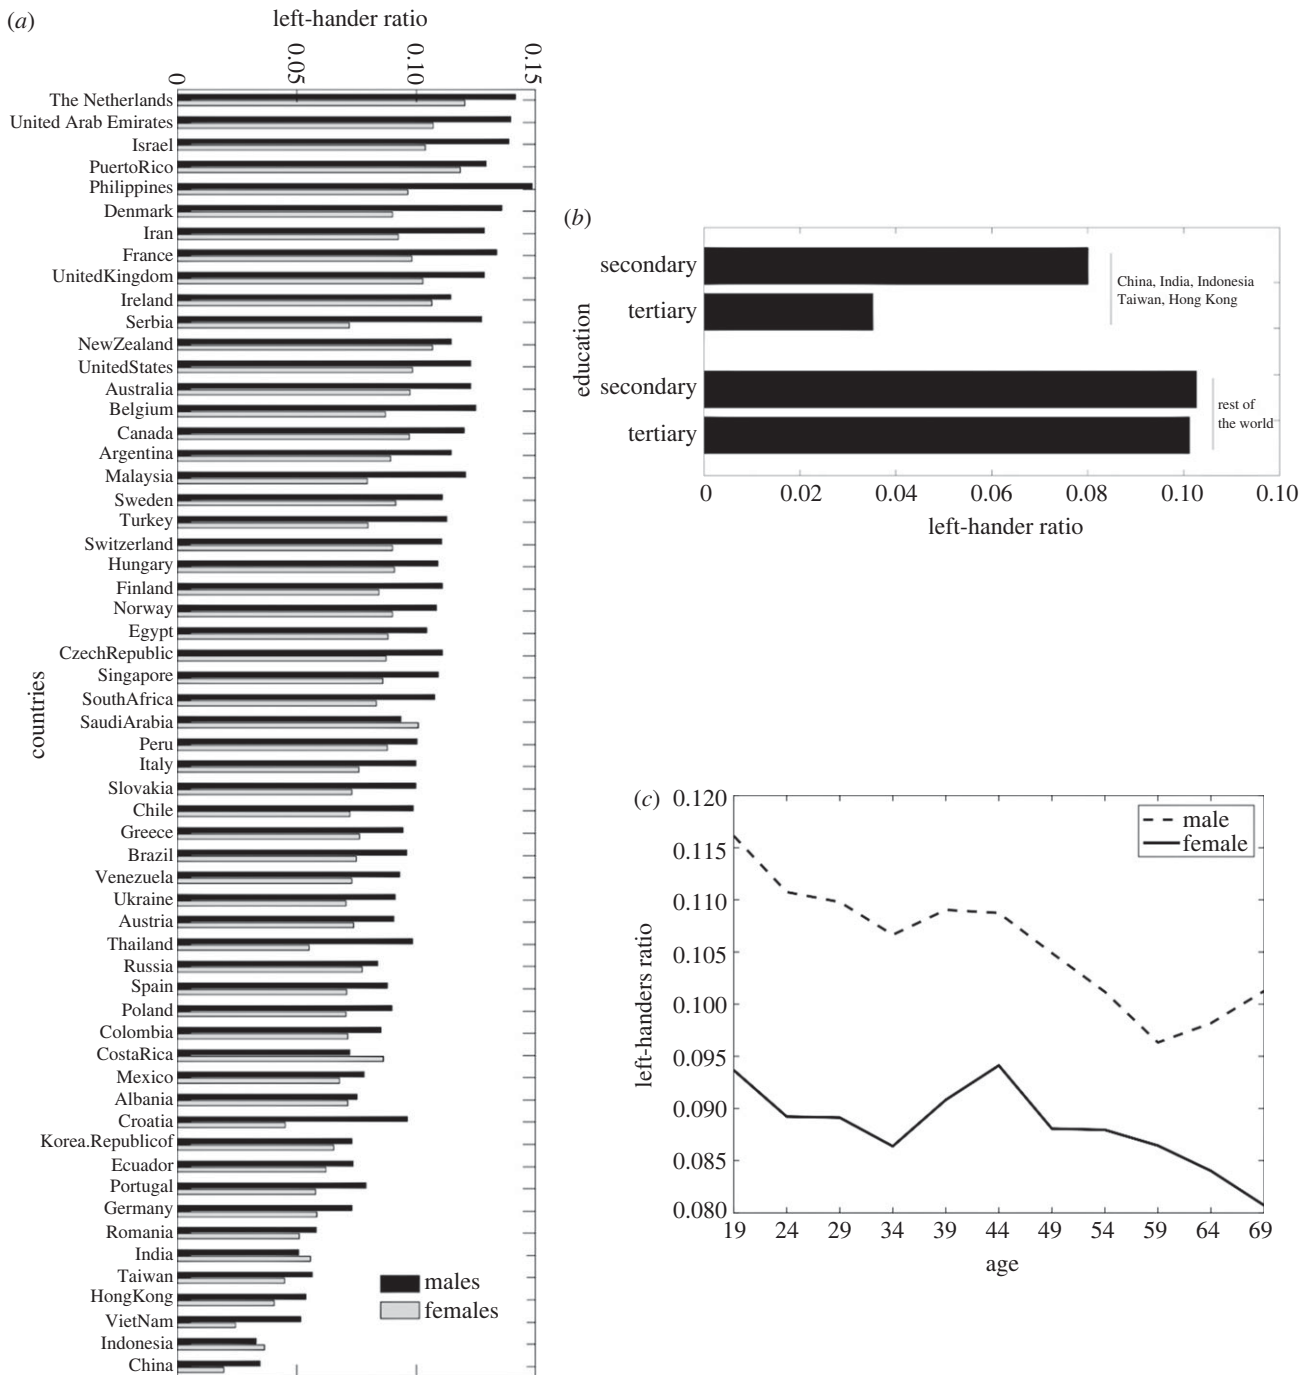 (a)
left-hander ratio
0
0.05
0.10
0.15
countries
The Netherlands
United Arab Emirates
Israel
PuertoRico
Philippines
Denmark
Iran
France
UnitedKingdom
Ireland
Serbia
NewZealand
UnitedStates
Australia
Belgium
Canada
Argentina
Malaysia
Sweden
Turkey
Switzerland
Hungary
Finland
Norway
Egypt
CzechRepublic
Singapore
SouthAfrica
SaudiArabia
Peru
Italy
Slovakia
Chile
Greece
Brazil
Venezuela
Ukraine
Austria
Thailand
Russia
Spain
Poland
Colombia
CostaRica
Mexico
Albania
Croatia
Korea.Republicof
Ecuador
Portugal
Germany
Romania
India
Taiwan
HongKong
VietNam
Indonesia
China
males
females
(b)
education
secondary
tertiary
secondary
tertiary
China, India, Indonesia
Taiwan, Hong Kong
rest of
the world
0 0.02 0.04 0.06 0.08 0.10 0.10
left-hander ratio
(c)
left-handers ratio
0.120
0.115
0.110
0.105
0.100
0.095
0.090
0.085
0.080
male
female
19 24 29 34 39 44 49 54 59 64 69
age